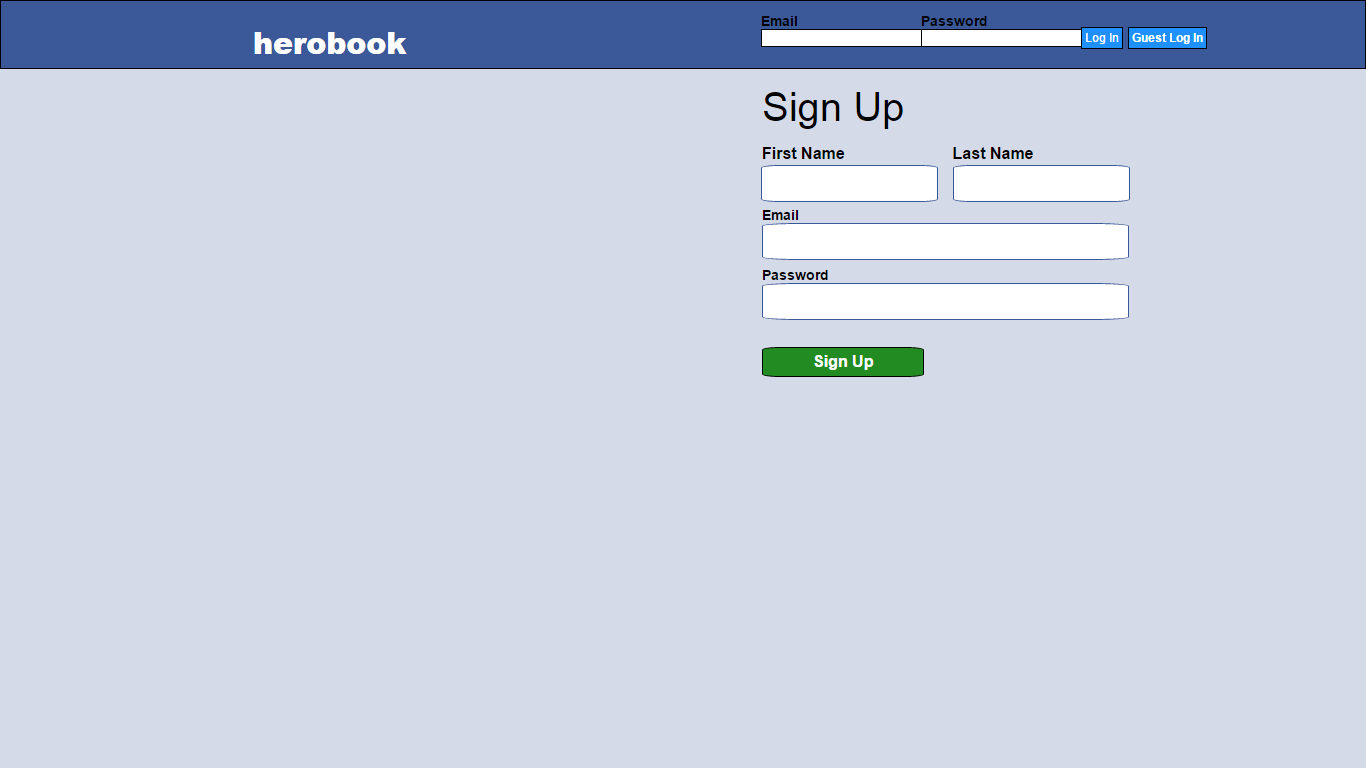 Email Password
herobook
Log In Guest Log In
Sign Up
First Name Last Name
Email
Password
Sign Up